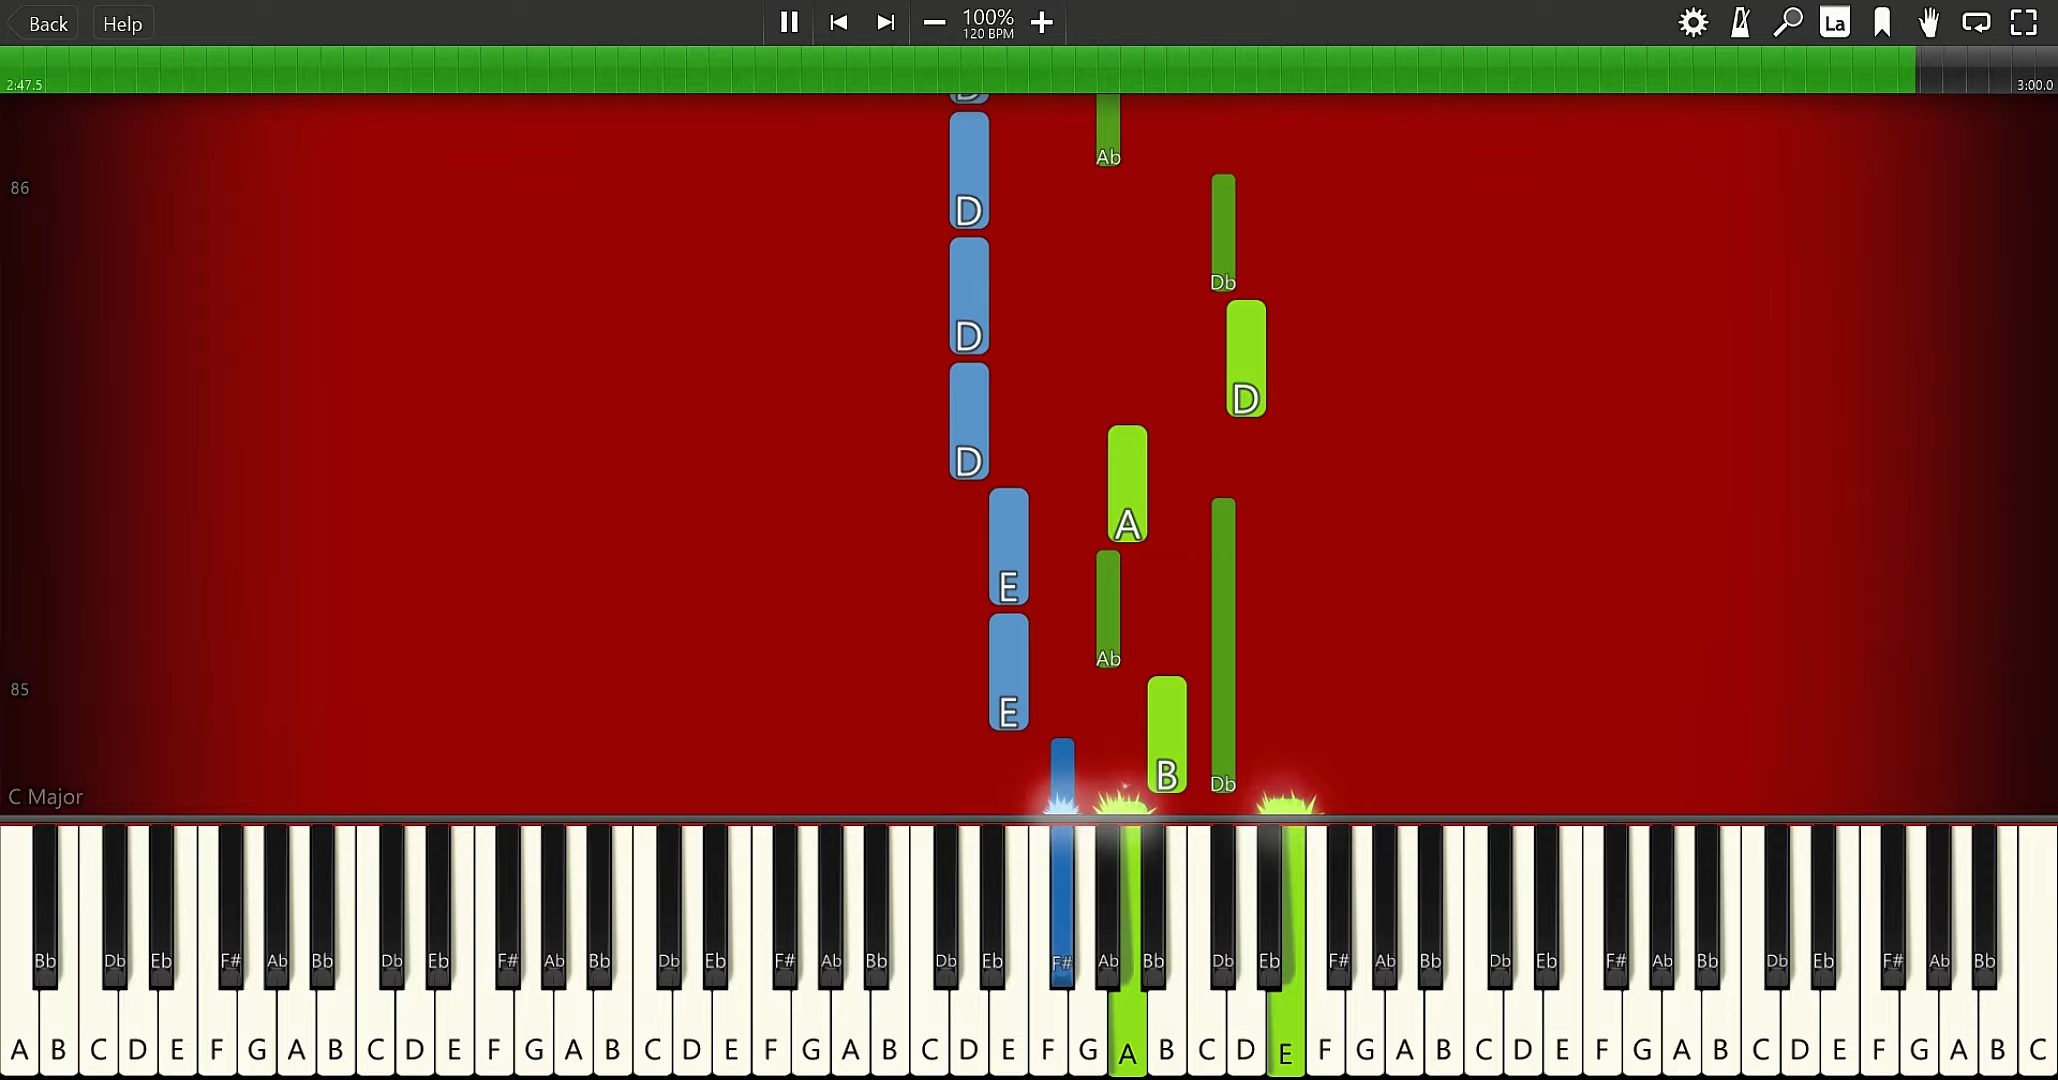 Back Help 100% La
120 BPM
2:47.5 3:00.0
D
Ab
86
D
Db
D
D
D
A
E
Ab
85
E
B Db
C Major
Bb Db Eb F# Ab Bb Db Eb F# Ab Bb Db Eb F# Ab Bb Db Eb F# Ab Bb Db Eb F# Ab Bb Db Eb F# Ab Bb Db Eb F# Ab Bb
A B C D E F G A B C D E F G A B C D E F G A B C D E F G A B C D E F G A B C D E F G A B C D E F G A B C